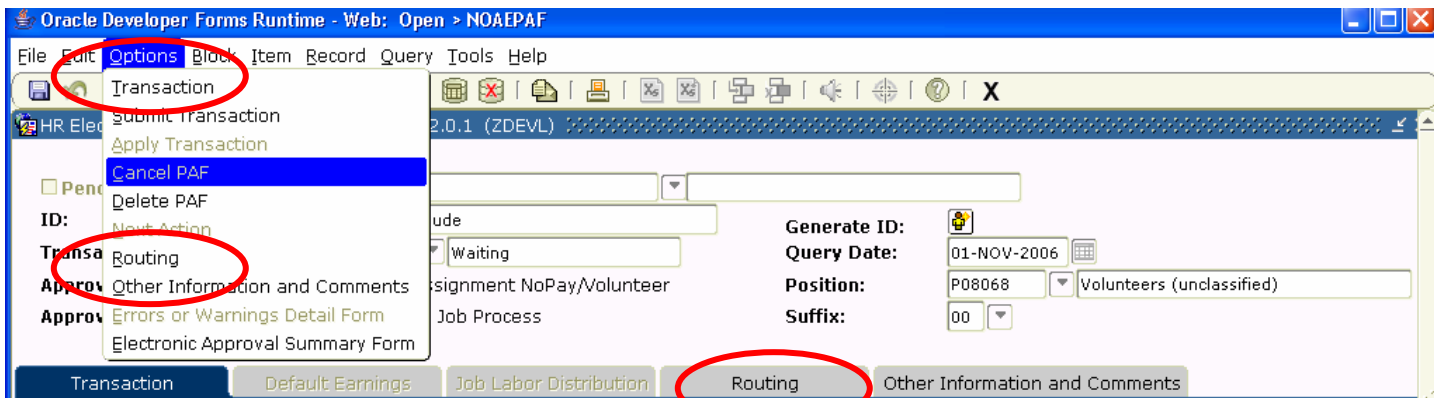 Oracle Developer Forms Runtime - Web: Open > NOAEPAF
File Edit Options Block Item Record Query Tools Help
Transaction
Submit Transaction
HR Elec 2.0.1 (ZDEVL)
Apply Transaction
Cancel PAF
Pend
Delete PAF
ID: ude Generate ID:
Next Action
Transa Waiting Query Date: 01-NOV-2006
Routing
Approv signment NoPay/Volunteer Position: P08068 Volunteers (unclassified)
Other Information and Comments
Approv Job Process Suffix: 00
Errors or Warnings Detail Form
Electronic Approval Summary Form
Transaction Default Earnings Job Labor Distribution Routing Other Information and Comments